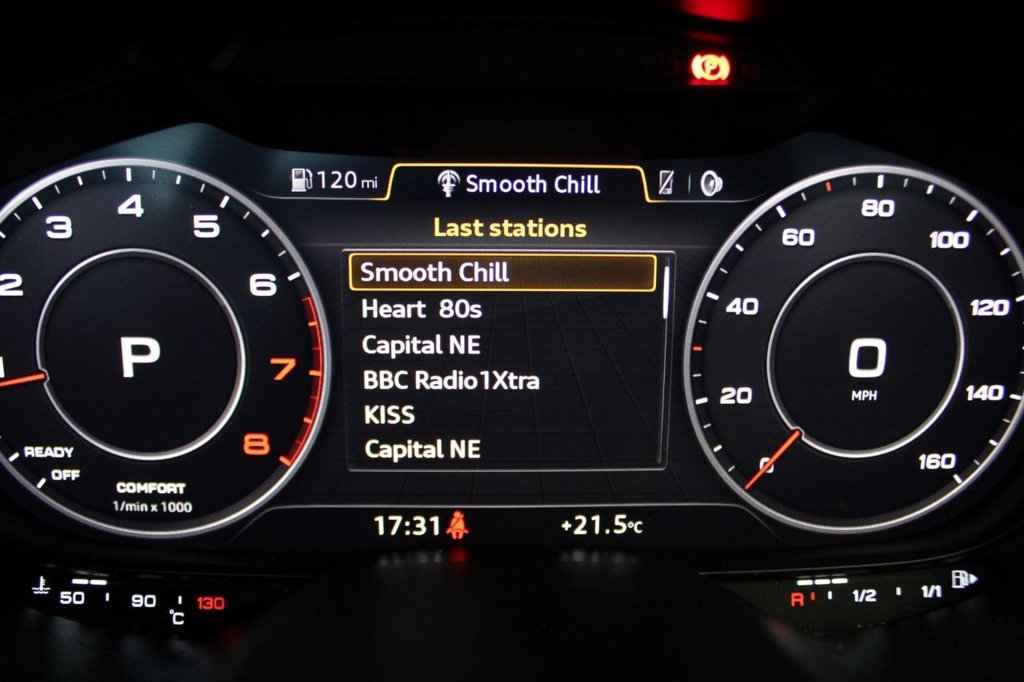 P
120 mi
Smooth Chill
Last stations
Smooth Chill
Heart 80s
Capital NE
BBC Radio1Xtra
KISS
Capital NE
1 2 3 4 5 6 7 8
P
READY
OFF
COMFORT
1/min x 1000
0 20 40 60 80 100 120 140 160
0
MPH
17:31
+21.5°C
50 90 130
°C
R 1/2 1/1